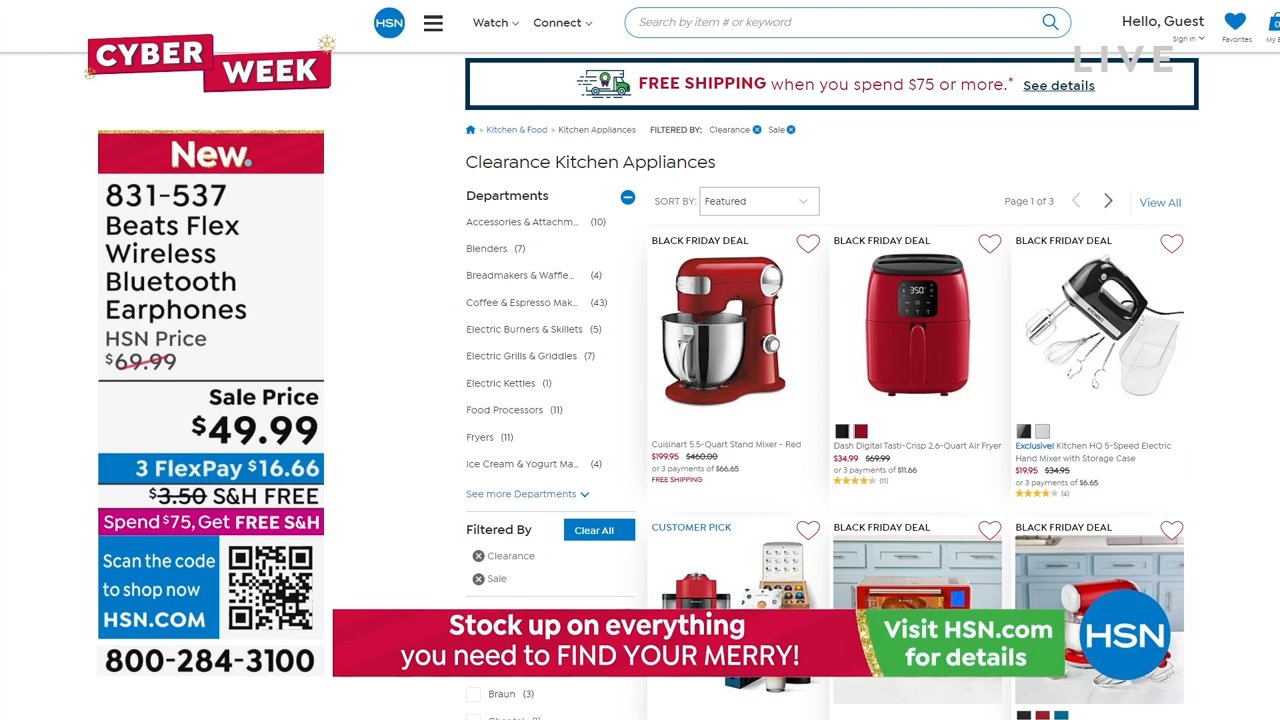 HSN
Watch
Connect
Search by item # or keyword
Hello, Guest
Sign In
Favorites
0
LIVE
CYBER
WEEK
FREE SHIPPING when you spend $75 or more.* See details
> Kitchen & Food > Kitchen Appliances FILTERED BY: Clearance Sale
Clearance Kitchen Appliances
New.
831-537
Beats Flex
Wireless
Bluetooth
Earphones
HSN Price
$69.99
Sale Price
$49.99
3 FlexPay $16.66
$3.50 S&H FREE
Spend $75, Get FREE S&H
Scan the code
to shop now
HSN.COM
800-284-3100
Departments
Accessories & Attachm... (10)
Blenders (7)
Breadmakers & Waffle... (4)
Coffee & Espresso Mak... (43)
Electric Burners & Skillets (5)
Electric Grills & Griddles (7)
Electric Kettles (1)
Food Processors (11)
Fryers (11)
Ice Cream & Yogurt Ma... (4)
See more Departments
Filtered By
Clear All
Clearance
Sale
Braun (3)
SORT BY: Featured
Page 1 of 3
View All
BLACK FRIDAY DEAL
Cuisinart 5.5-Quart Stand Mixer - Red
$199.95 $460.00
or 3 payments of $66.65
FREE SHIPPING
BLACK FRIDAY DEAL
350°
Dash Digital Tasti-Crisp 2.6-Quart Air Fryer
$34.99 $69.99
or 3 payments of $11.66
(11)
BLACK FRIDAY DEAL
Exclusive! Kitchen HQ 5-Speed Electric
Hand Mixer with Storage Case
$19.95 $34.95
or 3 payments of $6.65
(4)
CUSTOMER PICK
BLACK FRIDAY DEAL
BLACK FRIDAY DEAL
Stock up on everything
you need to FIND YOUR MERRY!
Visit HSN.com
for details
HSN